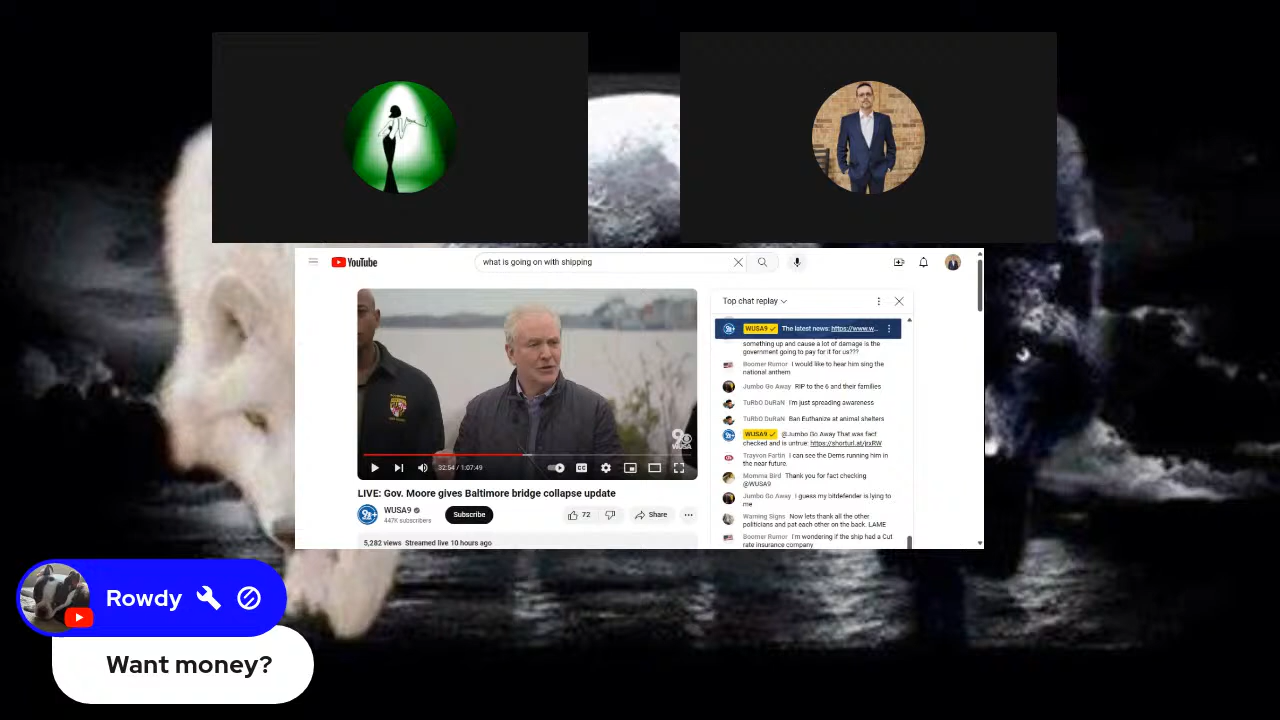 YouTube
what is going on with shipping
Top chat replay
WUSA9 The latest news: https://www.w...
something up and cause a lot of damage is the
government going to pay for it for us???
Boomer Rumor I would like to hear him sing the
national anthem
Jumbo Go Away RIP to the 6 and their families
TuRbO DuRaN I'm just spreading awareness
TuRbO DuRaN Ban Euthanize at animal shelters
WUSA9 @Jumbo Go Away That was fact
checked and is untrue: https://shorturl.at/jrxRW
Trayvon Fartin I can see the Dems running him in
the near future.
Momma Bird Thank you for fact checking
@WUSA9
Jumbo Go Away I guess my bitdefender is lying to
me
Warning Signs Now lets thank all the other
politicians and pat each other on the back. LAME
Boomer Rumor I'm wondering if the ship had a Cut
rate insurance company
9
WUSA
32:54 / 1:07:49
CC
LIVE: Gov. Moore gives Baltimore bridge collapse update
WUSA9
447K subscribers
Subscribe
72
Share
5,282 views Streamed live 10 hours ago
Rowdy
Want money?